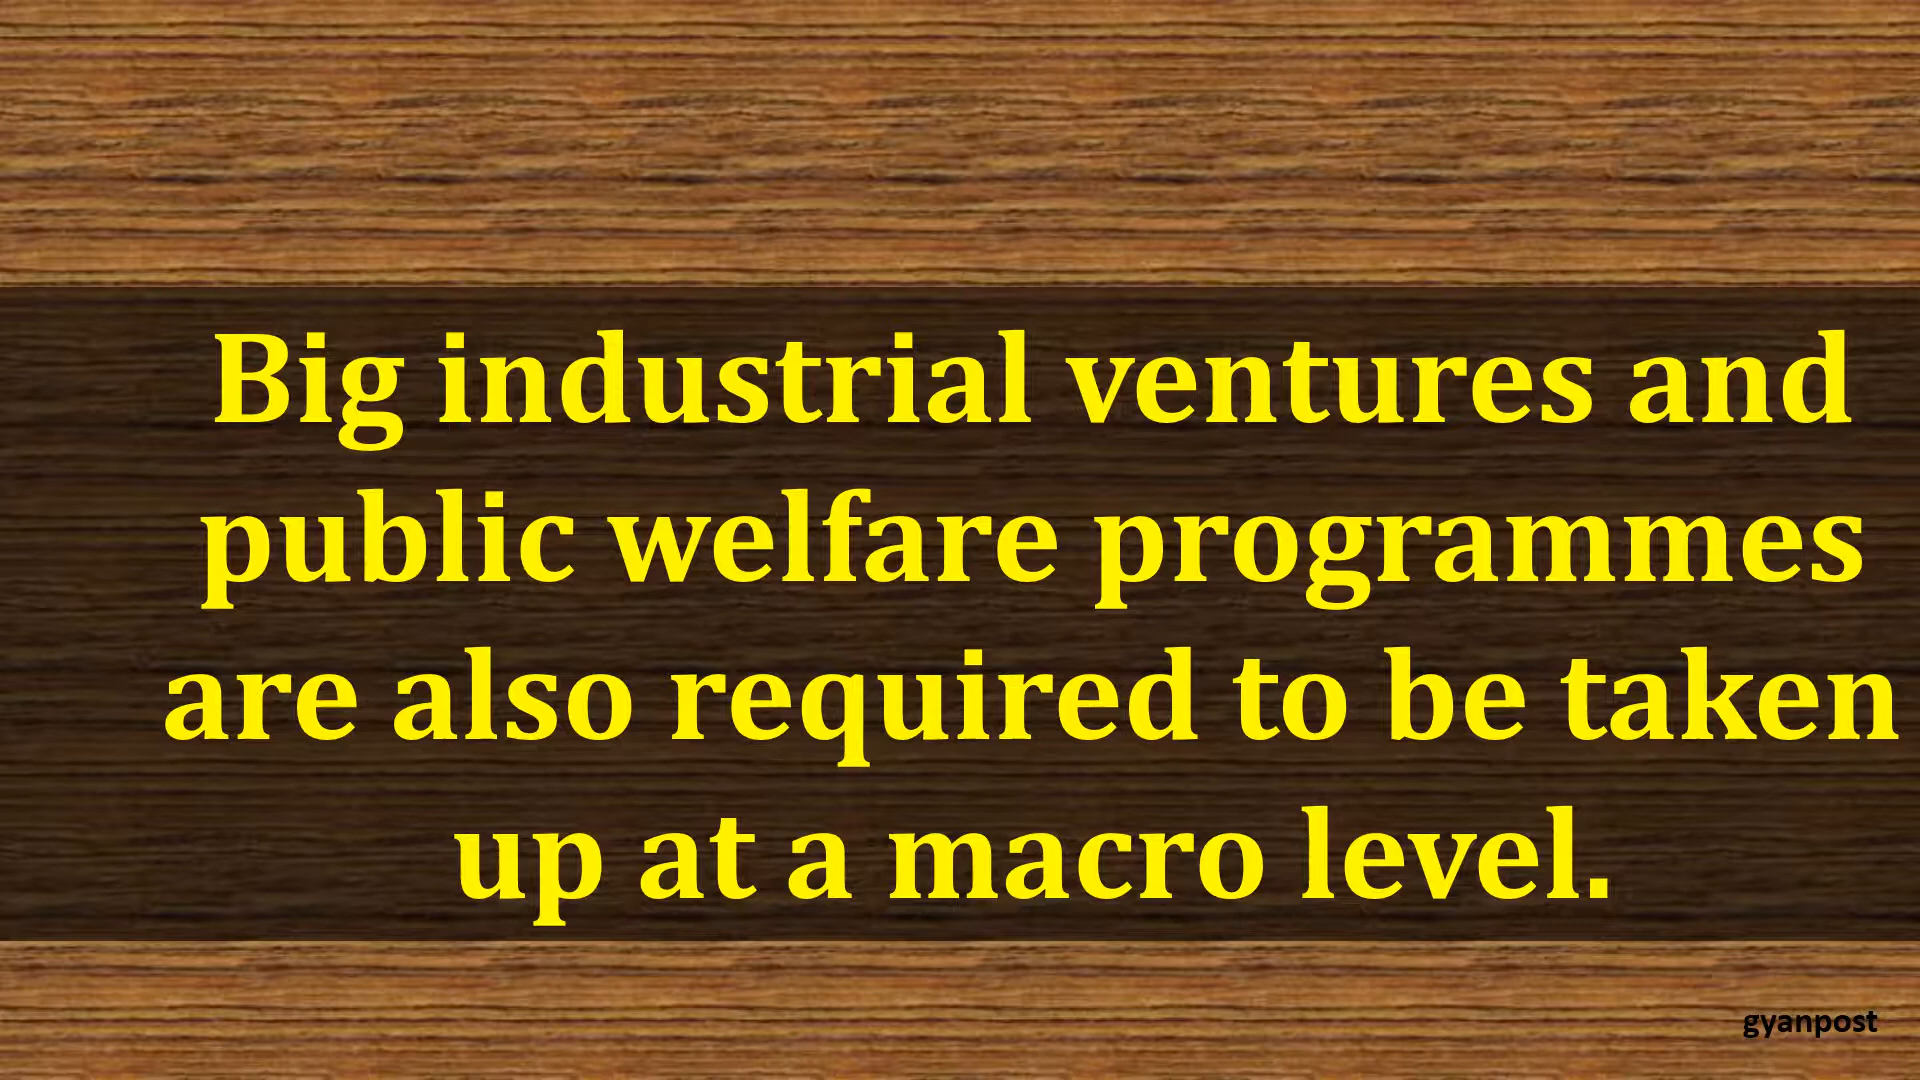 Big industrial ventures and
public welfare programmes
are also required to be taken
up at a macro level.
gyanpost